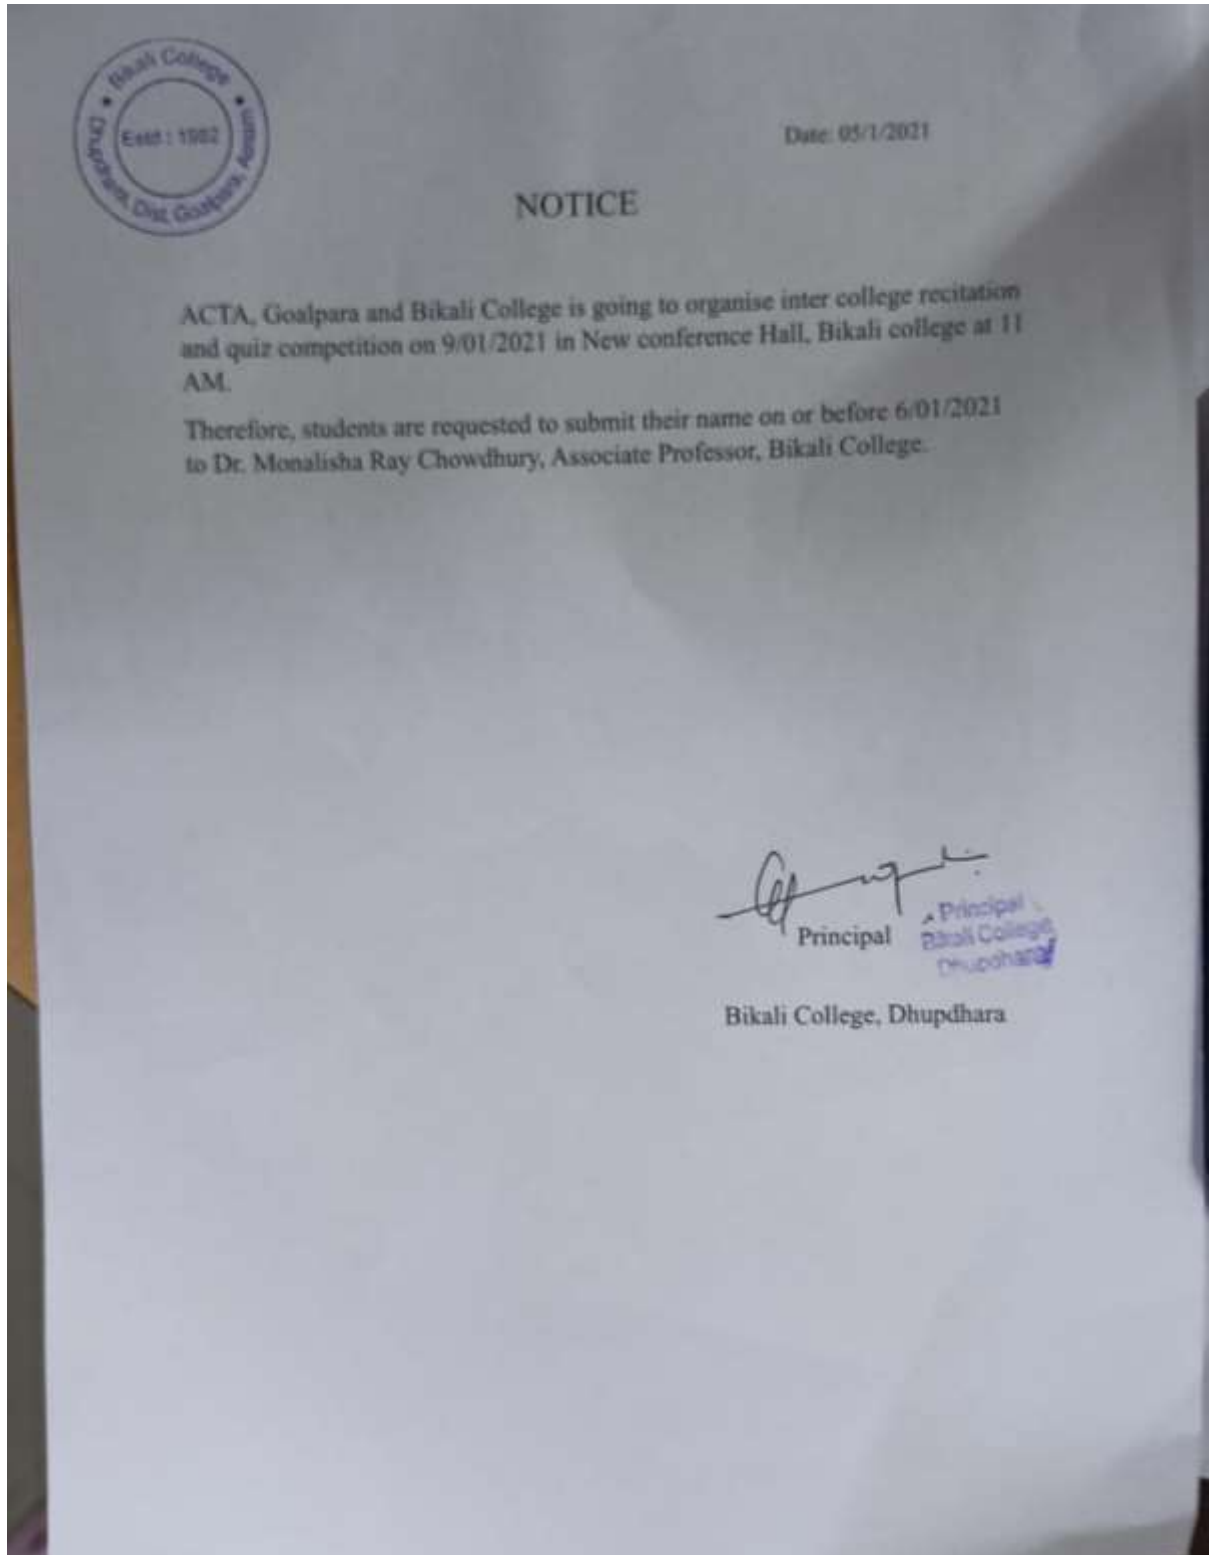 Bikali College
Estd.: 1982
Dhupdhara, Dist. Goalpara, Assam
Date: 05/1/2021
NOTICE
ACTA, Goalpara and Bikali College is going to organise inter college recitation
and quiz competition on 9/01/2021 in New conference Hall, Bikali college at 11
AM.
Therefore, students are requested to submit their name on or before 6/01/2021
to Dr. Monalisha Ray Chowdhury, Associate Professor, Bikali College.
Principal
Principal
Bikali College
Dhupdhara
Bikali College, Dhupdhara